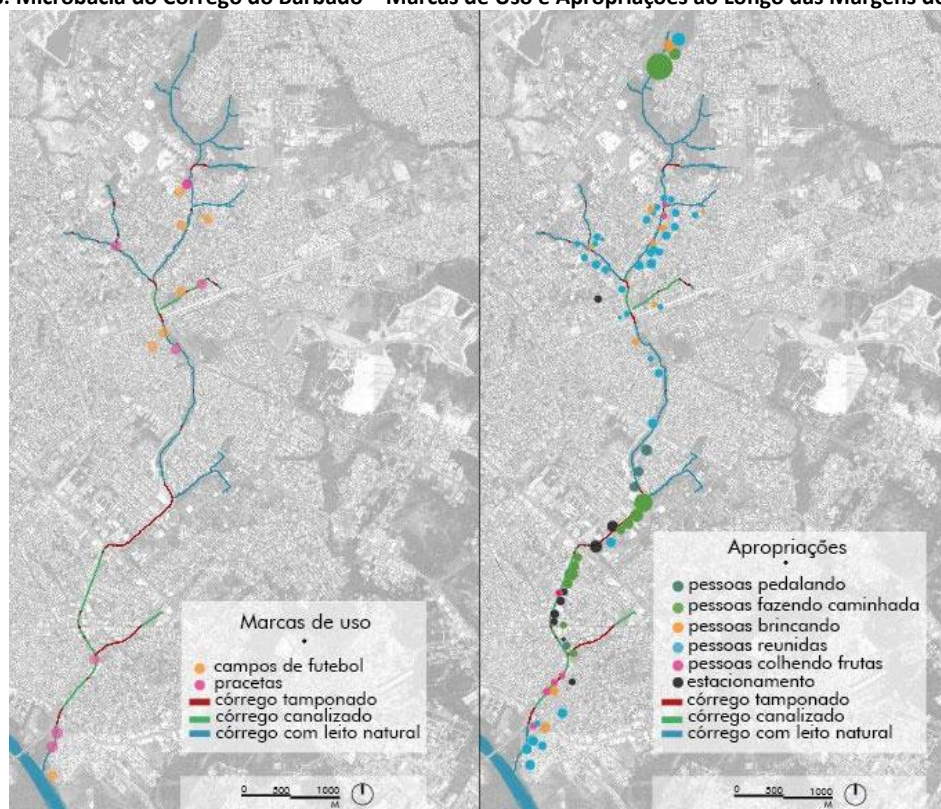 Microbacia do Córrego do Barbado – Marcas de Uso e Apropriações ao Longo das Margens do
Marcas de uso
campos de futebol
pracetas
córrego tamponado
córrego canalizado
córrego com leito natural
0 500 1000
M
Apropriações
pessoas pedalando
pessoas fazendo caminhada
pessoas brincando
pessoas reunidas
pessoas colhendo frutas
estacionamento
córrego tamponado
córrego canalizado
córrego com leito natural
0 500 1000
M